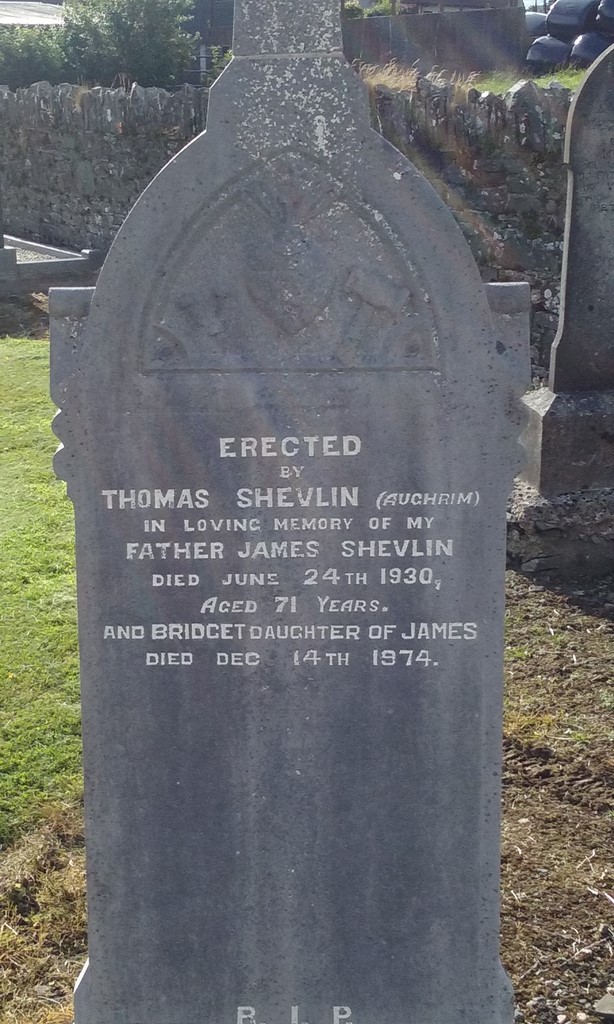 ERECTED
BY
THOMAS SHEVLIN (AUGHRIM)
IN LOVING MEMORY OF MY
FATHER JAMES SHEVLIN
DIED JUNE 24TH 1930,
AGED 71 YEARS.
AND BRIDGET DAUGHTER OF JAMES
DIED DEC 14TH 1974.
R.I.P.